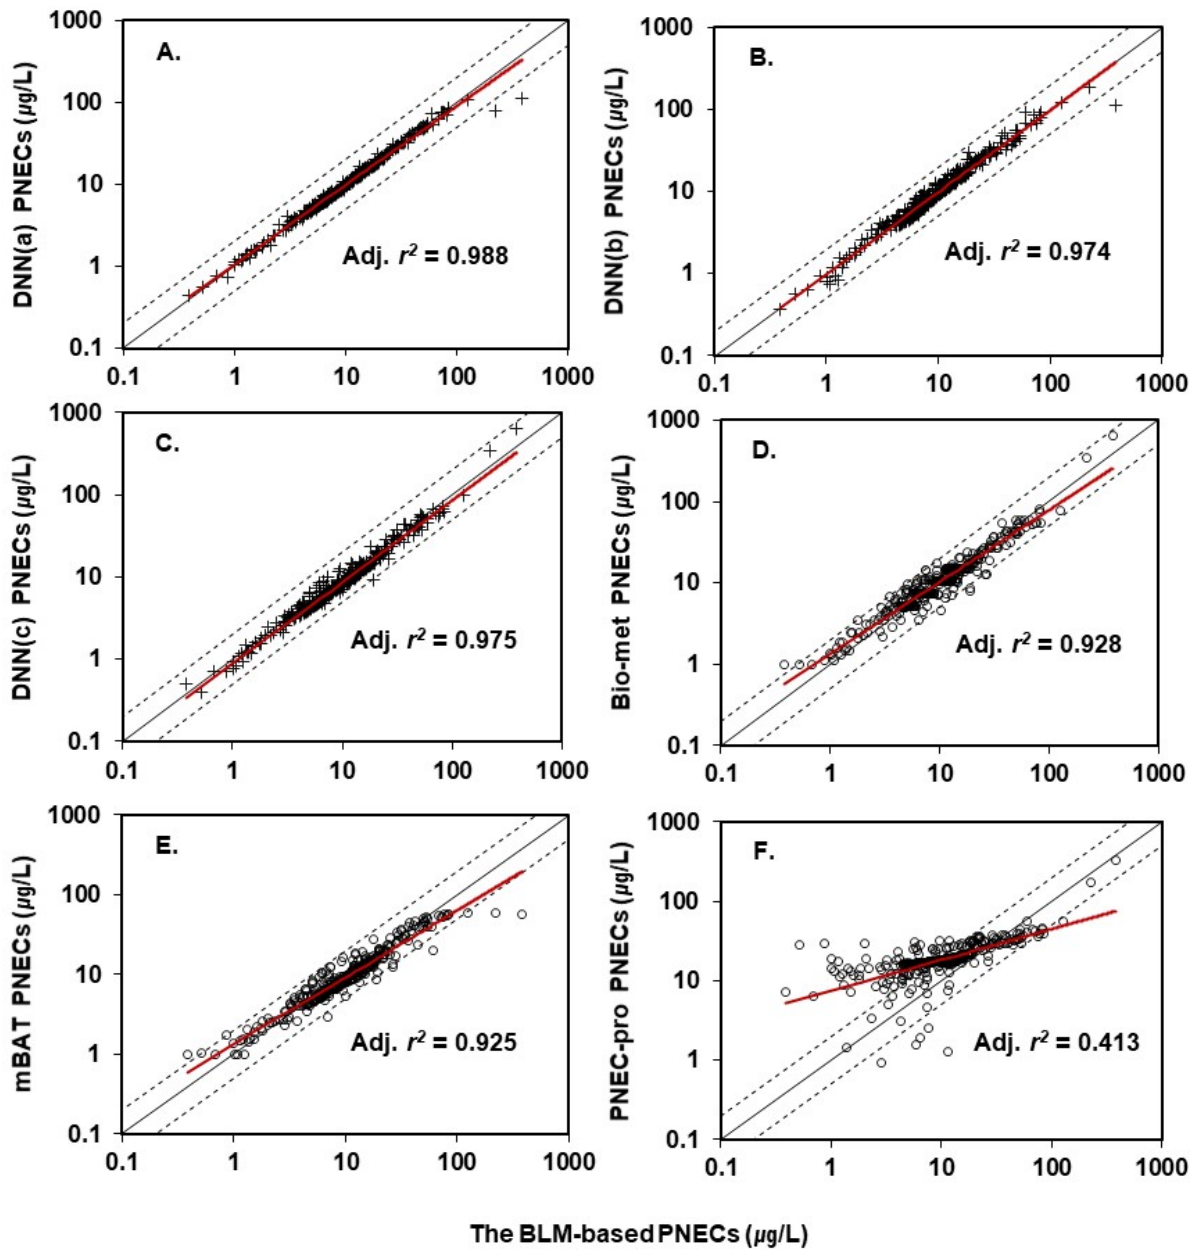 A.
DNN(a) PNECs (µg/L)
1000
100
10
1
0.1
Adj. r² = 0.988
0.1 1 10 100 1000
B.
DNN(b) PNECs (µg/L)
1000
100
10
1
0.1
Adj. r² = 0.974
0.1 1 10 100 1000
C.
DNN(c) PNECs (µg/L)
1000
100
10
1
0.1
Adj. r² = 0.975
0.1 1 10 100 1000
D.
Bio-met PNECs (µg/L)
1000
100
10
1
0.1
Adj. r² = 0.928
0.1 1 10 100 1000
E.
mBAT PNECs (µg/L)
1000
100
10
1
0.1
Adj. r² = 0.925
0.1 1 10 100 1000
F.
PNEC-pro PNECs (µg/L)
1000
100
10
1
0.1
Adj. r² = 0.413
0.1 1 10 100 1000
The BLM-based PNECs (µg/L)